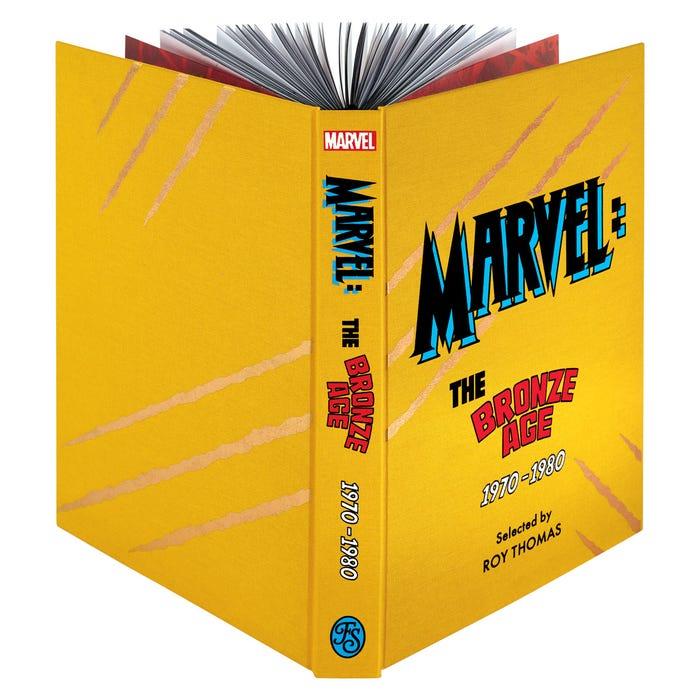 MARVEL
MARVEL:
THE
BRONZE
AGE
1970-1980
FS
MARVEL:
THE
BRONZE
AGE
1970-1980
Selected by
ROY THOMAS